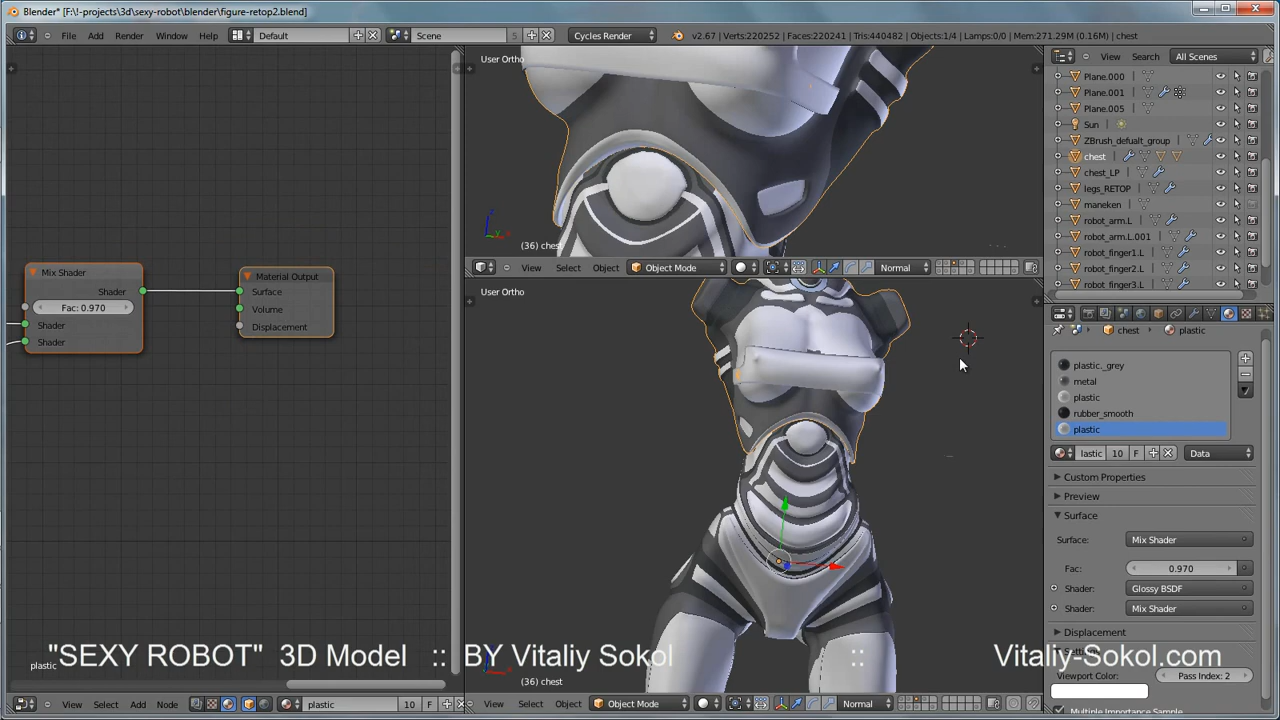 Blender* [F:\!-projects\3d\sexy-robot\blender\figure-retop2.blend]
File Add Render Window Help Default Scene 5 Cycles Render v2.67 | Verts:220252 | Faces:220241 | Tris:440482 | Objects:1/4 | Lamps:0/0 | Mem:271.29M (0.16M) | chest
User Ortho
(36) chest
View Select Object Object Mode Normal
User Ortho
(36) chest
View Select Object Object Mode Normal
Mix Shader
Shader
Fac: 0.970
Shader
Shader
Material Output
Surface
Volume
Displacement
plastic
View Select Add Node plastic 10 F
View Search All Scenes
Plane.000
Plane.001
Plane.005
Sun
ZBrush_defualt_group
chest
chest_LP
legs_RETOP
maneken
robot_arm.L
robot_arm.L.001
robot_finger1.L
robot_finger2.L
robot_finger3.L
chest plastic
plastic._grey
metal
plastic
rubber_smooth
plastic
lastic 10 F Data
Custom Properties
Preview
Surface
Surface: Mix Shader
Fac: 0.970
Shader: Glossy BSDF
Shader: Mix Shader
Displacement
Settings
Viewport Color: Pass Index: 2
Multiple Importance Sample
"SEXY ROBOT" 3D Model :: BY Vitaliy Sokol :: Vitaliy-Sokol.com